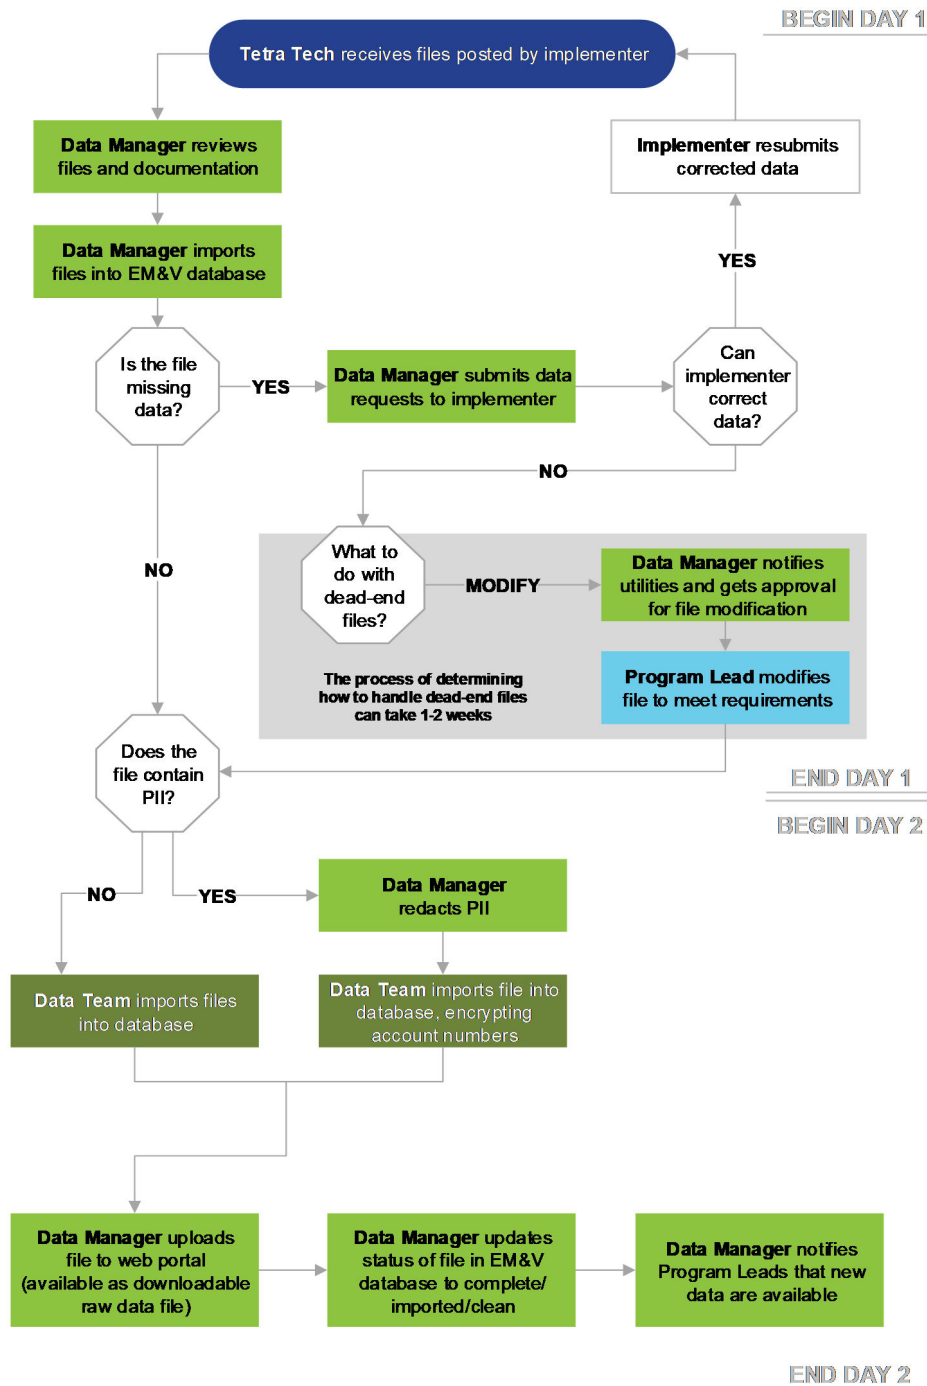 BEGIN DAY 1
Tetra Tech receives files posted by implementer
Data Manager reviews
files and documentation
Implementer resubmits
corrected data
Data Manager imports
files into EM&V database
YES
Is the file
missing
data?
YES
Data Manager submits data
requests to implementer
Can
implementer
correct
data?
NO
NO
What to
do with
dead-end
files?
MODIFY
Data Manager notifies
utilities and gets approval
for file modification
The process of determining
how to handle dead-end files
can take 1-2 weeks
Program Lead modifies
file to meet requirements
Does the
file contain
PII?
END DAY 1
BEGIN DAY 2
NO
YES
Data Manager
redacts PII
Data Team imports files
into database
Data Team imports file into
database, encrypting
account numbers
Data Manager uploads
file to web portal
(available as downloadable
raw data file)
Data Manager updates
status of file in EM&V
database to complete/
imported/clean
Data Manager notifies
Program Leads that new
data are available
END DAY 2